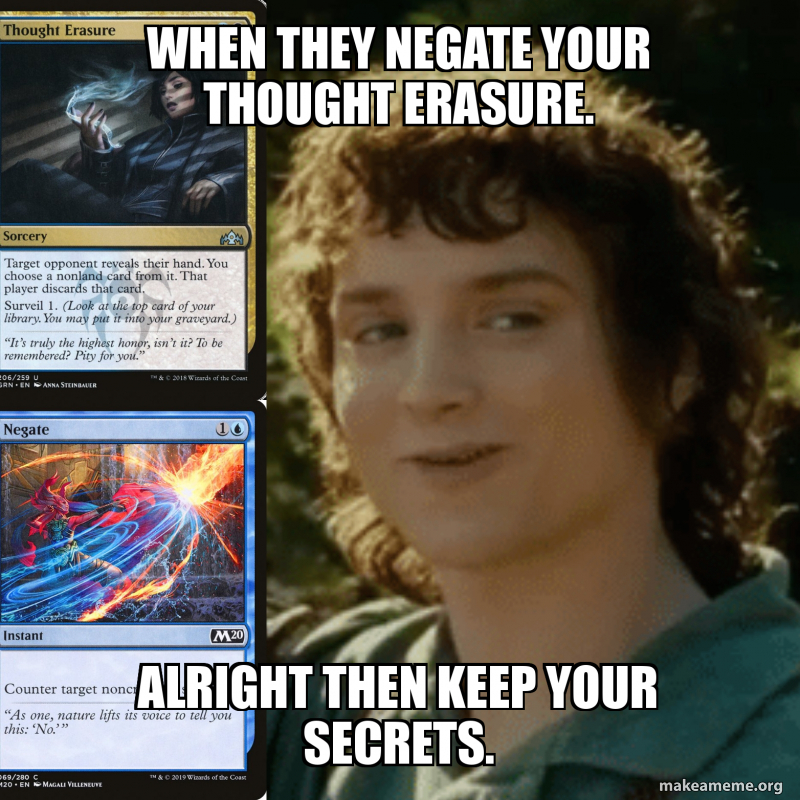 Thought Erasure
WHEN THEY NEGATE YOUR
THOUGHT ERASURE.
Sorcery
Target opponent reveals their hand. You
choose a nonland card from it. That
player discards that card.
Surveil 1. (Look at the top card of your
library. You may put it into your graveyard.)
"It's truly the highest honor, isn't it? To be
remembered? Pity for you."
206/259 U
GRN • EN ANNA STEINBAUER
™ & © 2018 Wizards of the Coast
Negate
1
Instant
M20
Counter target
"As one, nature lifts its voice to tell you
this: 'No.'"
069/280 C
M20 • EN MAGALI VILLENEUVE
™ & © 2019 Wizards of the Coast
ALRIGHT THEN KEEP YOUR
SECRETS.
makeameme.org